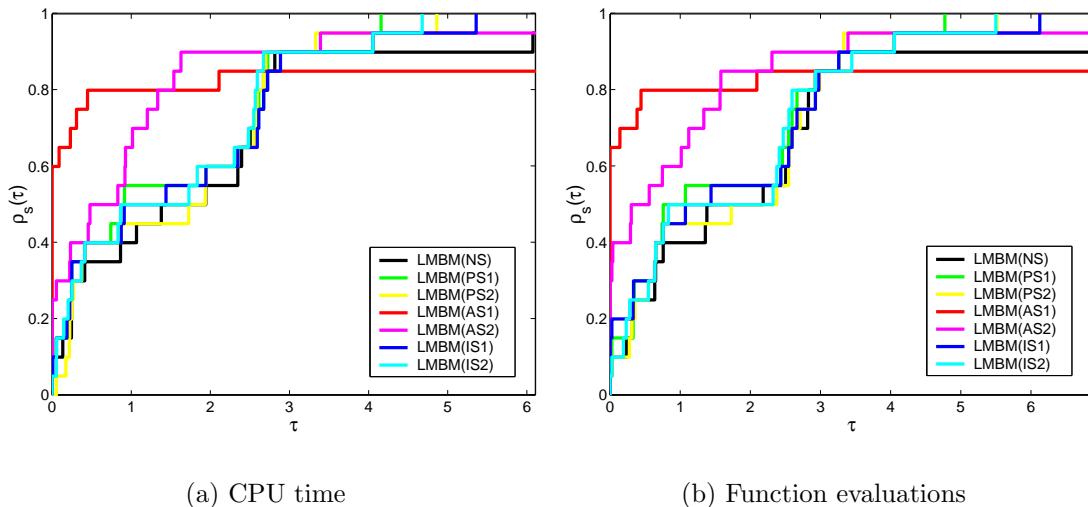 1
0.8
0.6
0.4
0.2
0
ρs(τ)
0 1 2 3 4 5 6
τ
LMBM(NS)
LMBM(PS1)
LMBM(PS2)
LMBM(AS1)
LMBM(AS2)
LMBM(IS1)
LMBM(IS2)
(a) CPU time
1
0.8
0.6
0.4
0.2
0
ρs(τ)
0 1 2 3 4 5 6
τ
LMBM(NS)
LMBM(PS1)
LMBM(PS2)
LMBM(AS1)
LMBM(AS2)
LMBM(IS1)
LMBM(IS2)
(b) Function evaluations